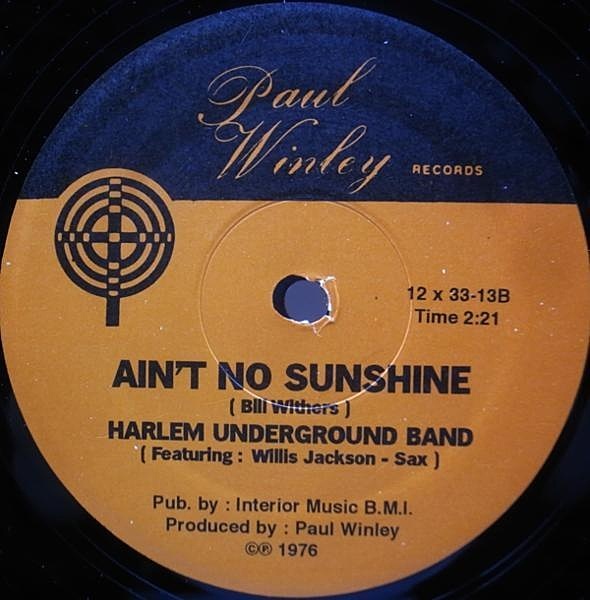 Paul
Winley RECORDS
12 x 33-13B
Time 2:21
AIN'T NO SUNSHINE
( Bill Withers )
HARLEM UNDERGROUND BAND
( Featuring : Willis Jackson - Sax )
Pub. by : Interior Music B.M.I.
Produced by : Paul Winley
©℗ 1976